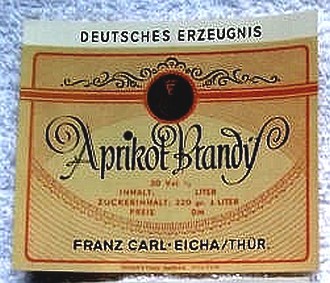 DEUTSCHES ERZEUGNIS
F
Aprikot Brandy
30 Vol. %
INHALT: LITER
ZUCKERINHALT: 220 gr. j. LITER
PREIS Dm
FRANZ CARL-EICHA/THÜR.